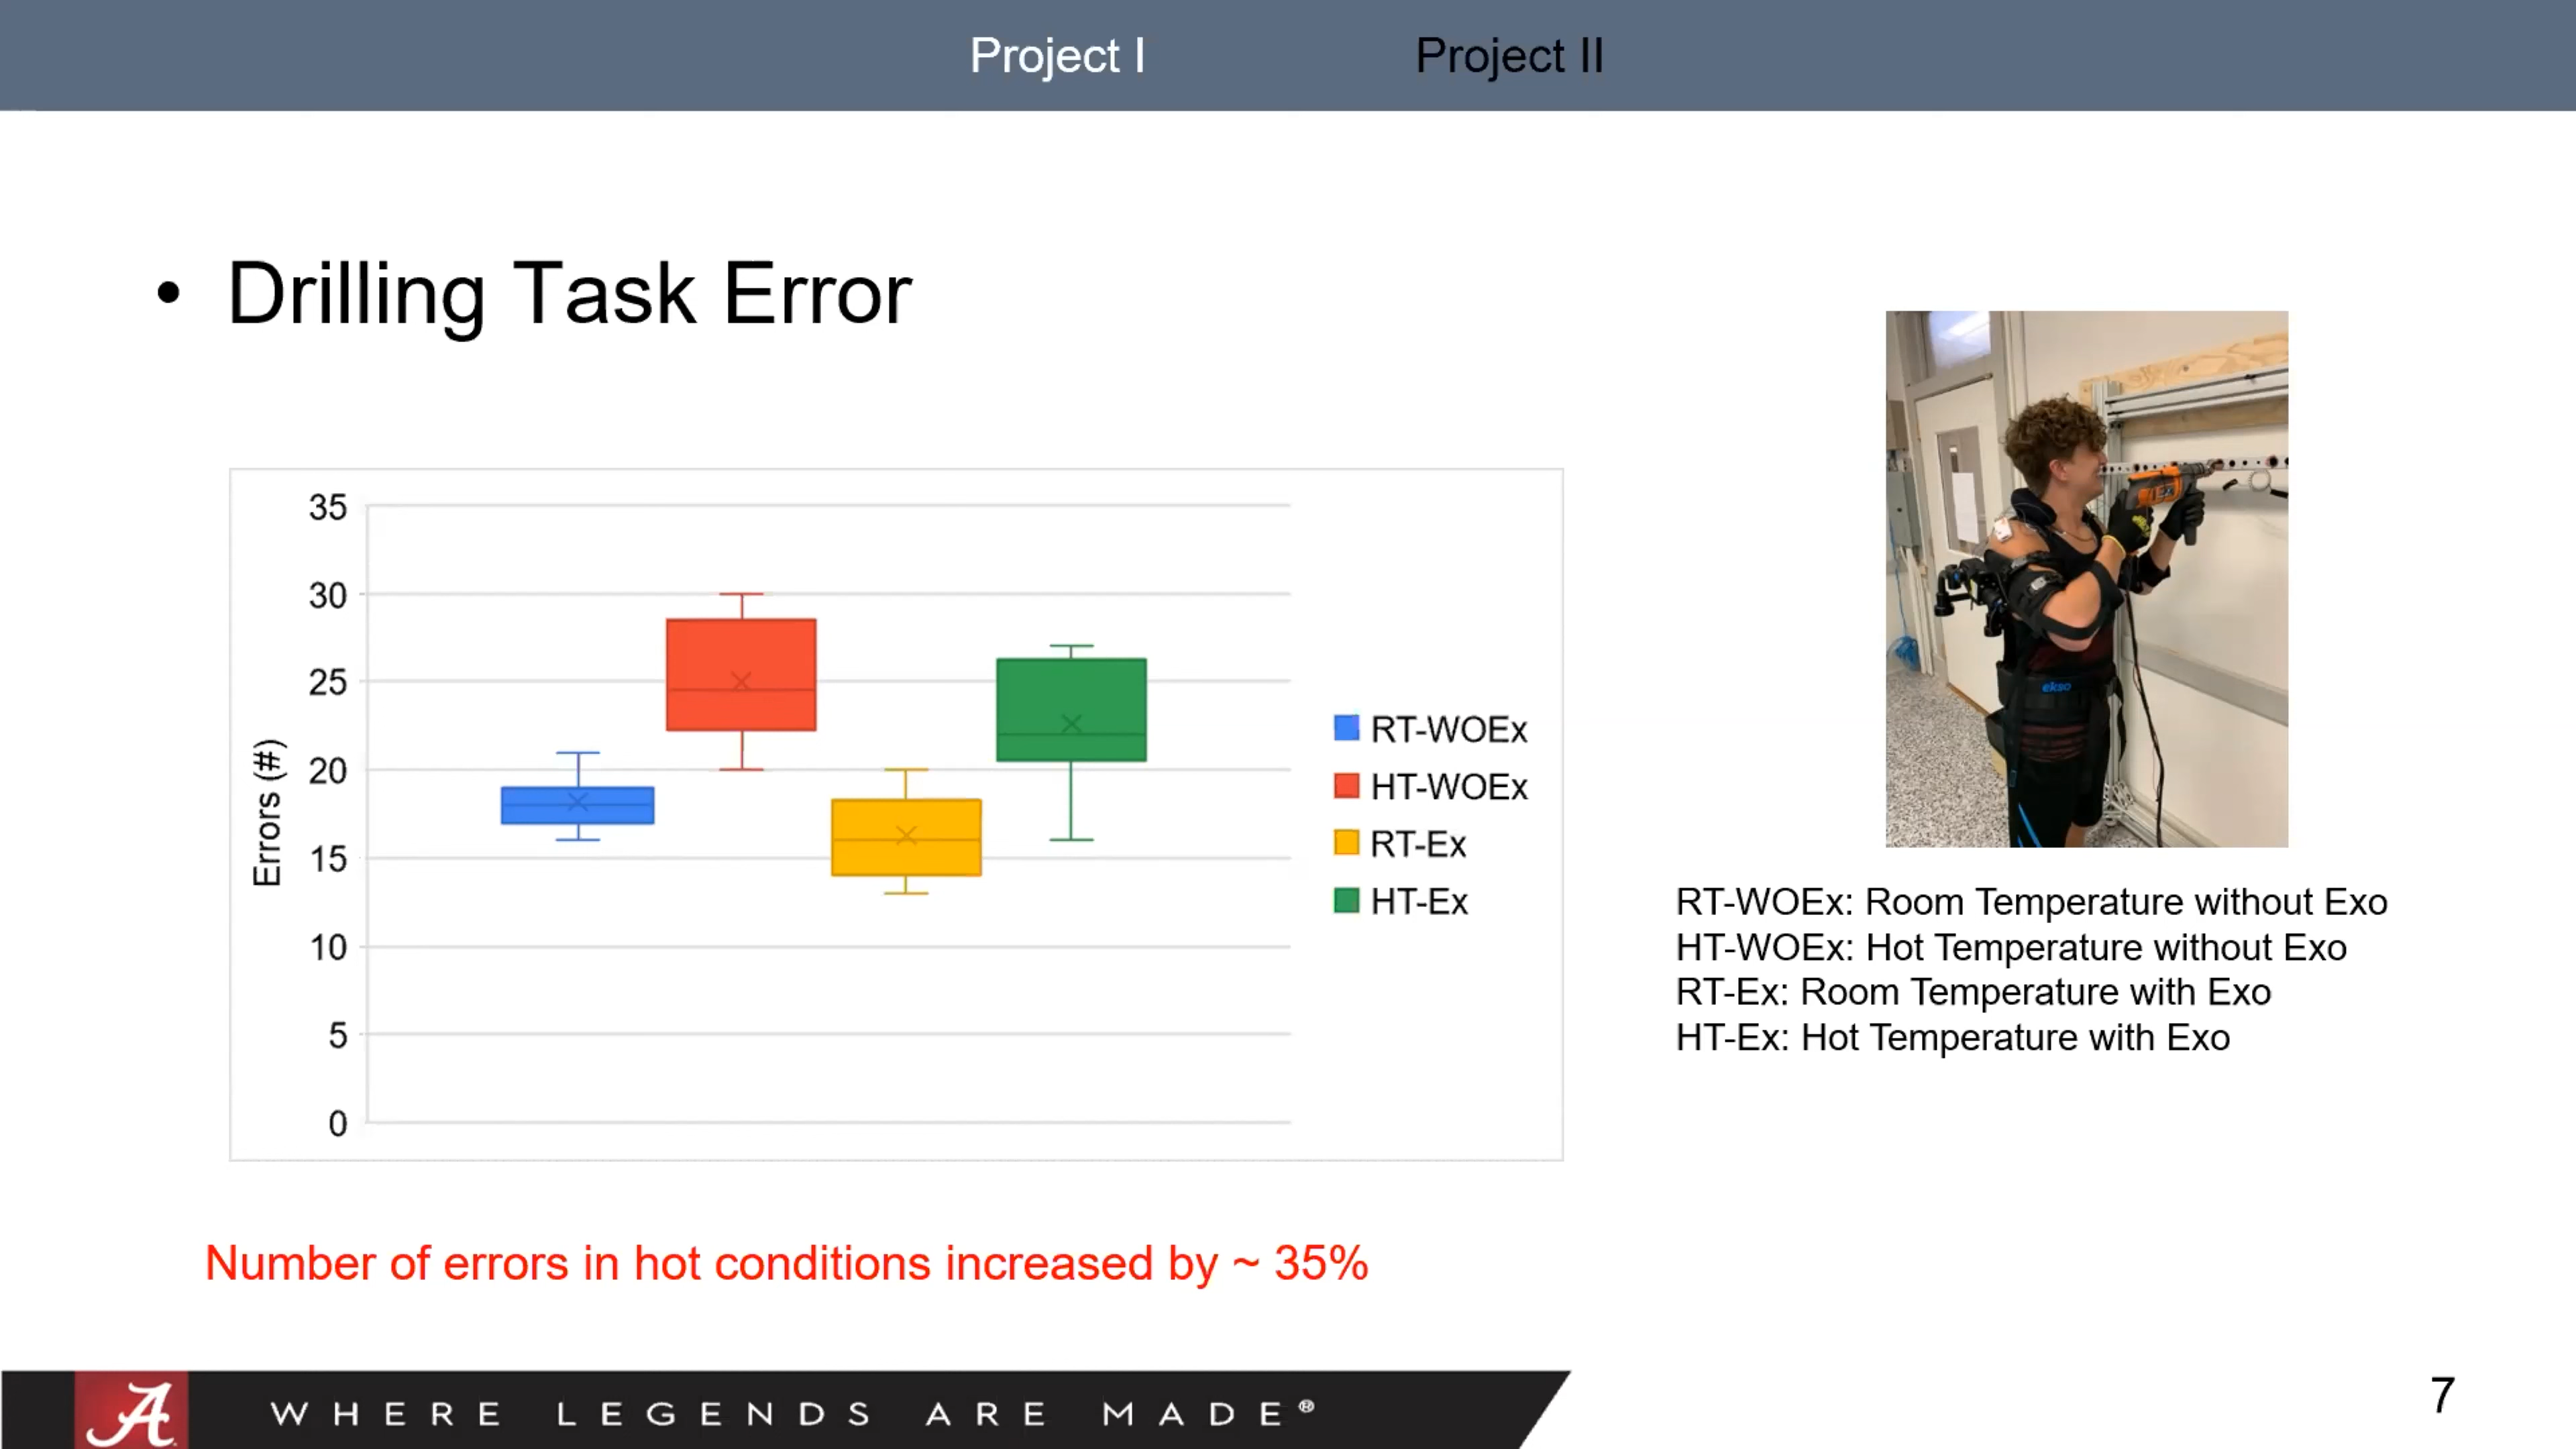 Project I
Project II
• Drilling Task Error
35
30
25
20
15
10
5
0
Errors (#)
RT-WOEx
HT-WOEx
RT-Ex
HT-Ex
ekso
RT-WOEx: Room Temperature without Exo
HT-WOEx: Hot Temperature without Exo
RT-Ex: Room Temperature with Exo
HT-Ex: Hot Temperature with Exo
Number of errors in hot conditions increased by ~ 35%
A WHERE LEGENDS ARE MADE®
7